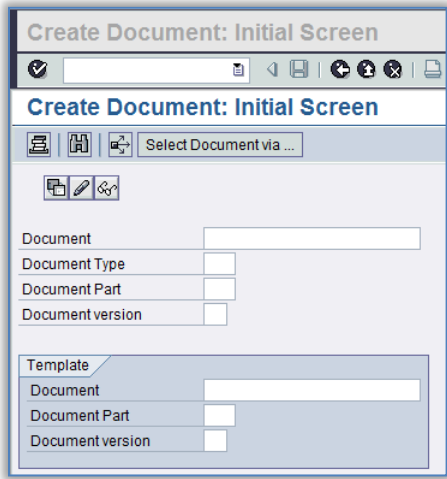 Create Document: Initial Screen
Create Document: Initial Screen
Select Document via ...
Document
Document Type
Document Part
Document version
Template
Document
Document Part
Document version